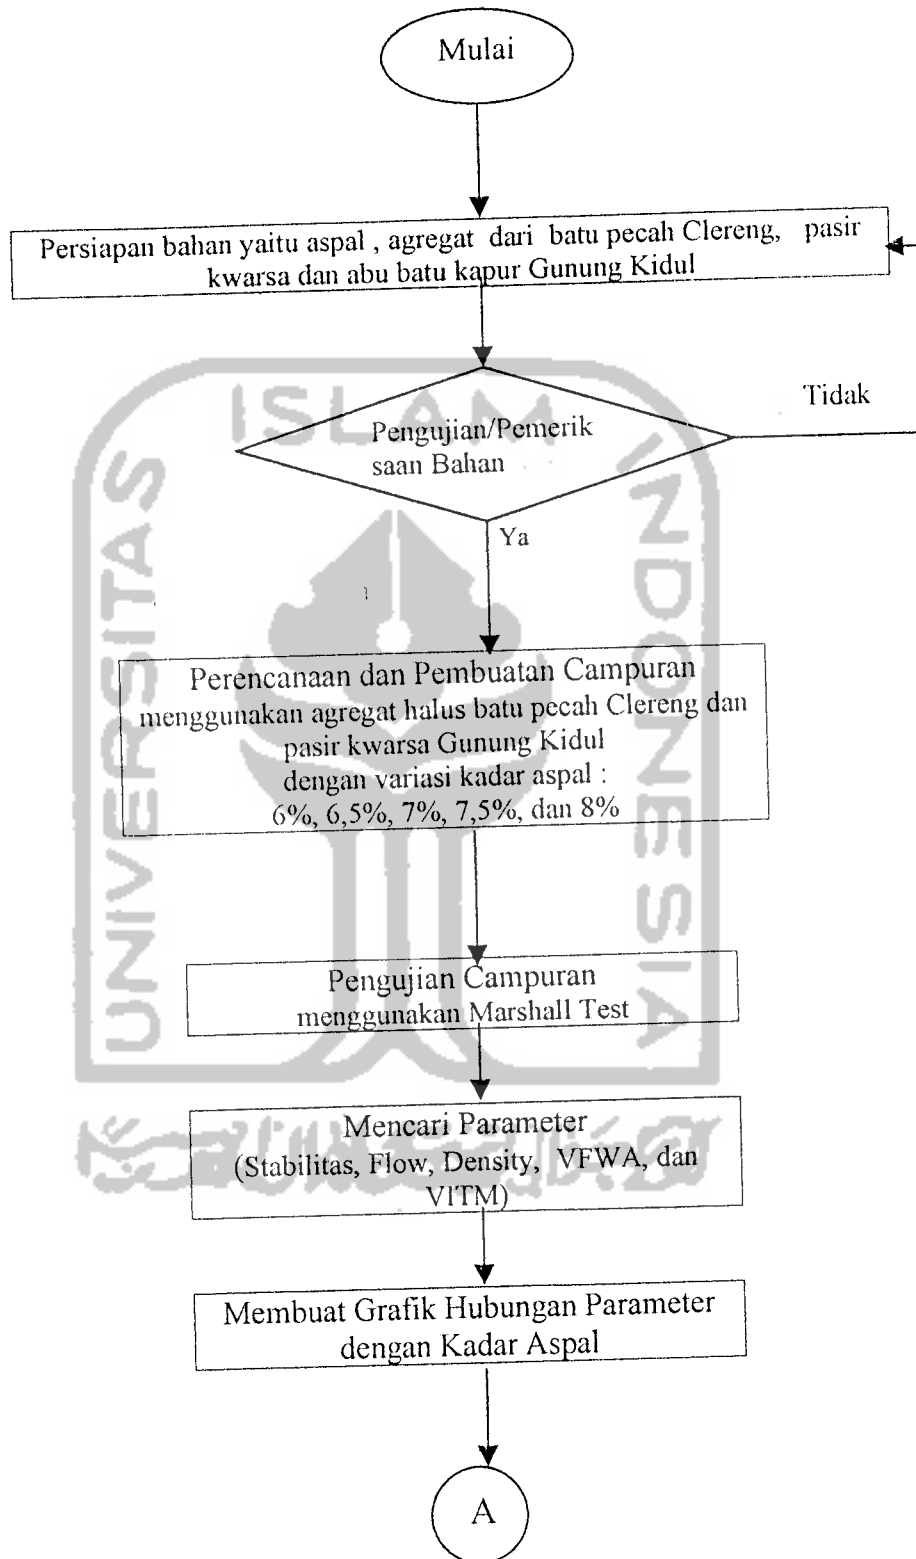 Mulai
Persiapan bahan yaitu aspal , agregat dari batu pecah Clereng, pasir
kwarsa dan abu batu kapur Gunung Kidul
Tidak
Pengujian/Pemerik
saan Bahan
Ya
Perencanaan dan Pembuatan Campuran
menggunakan agregat halus batu pecah Clereng dan
pasir kwarsa Gunung Kidul
dengan variasi kadar aspal :
6%, 6,5%, 7%, 7,5%, dan 8%
Pengujian Campuran
menggunakan Marshall Test
Mencari Parameter
(Stabilitas, Flow, Density, VFWA, dan
VITM)
Membuat Grafik Hubungan Parameter
dengan Kadar Aspal
A
UNIVERSITAS
ISLAM
INDONESIA